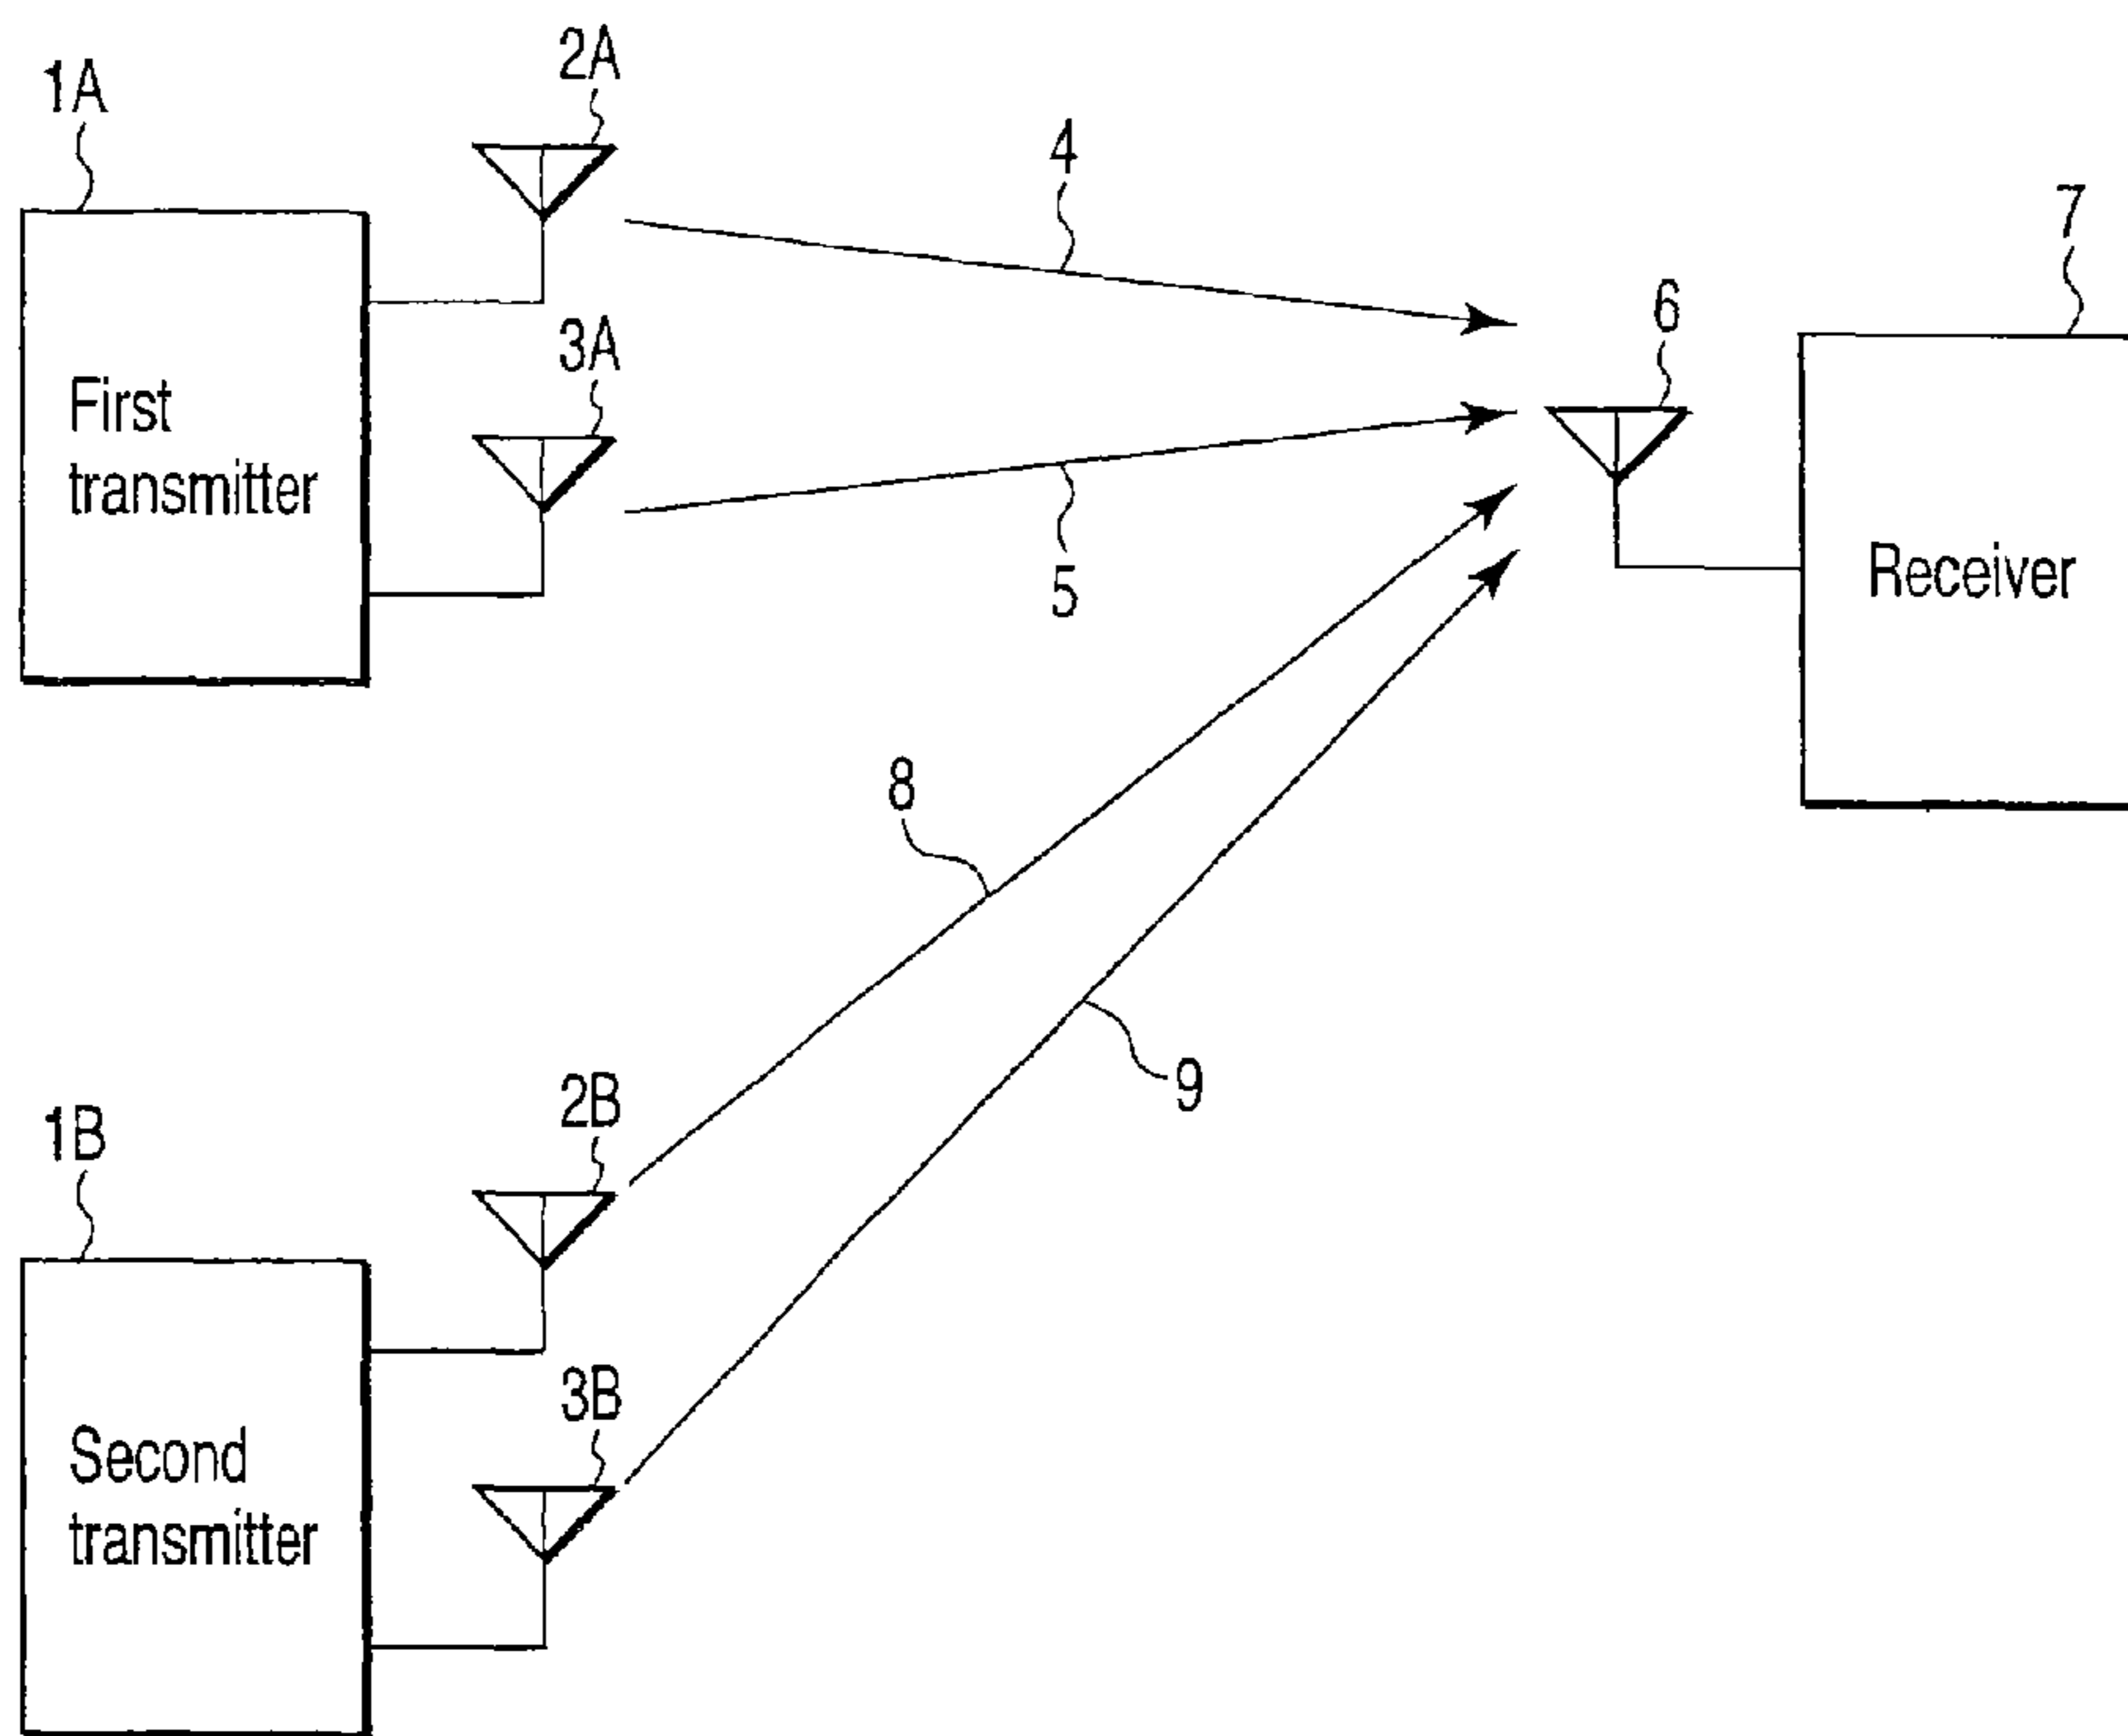 1A
2A
4
7
6
3A
First
transmitter
5
Receiver
8
9
1B
2B
3B
Second
transmitter